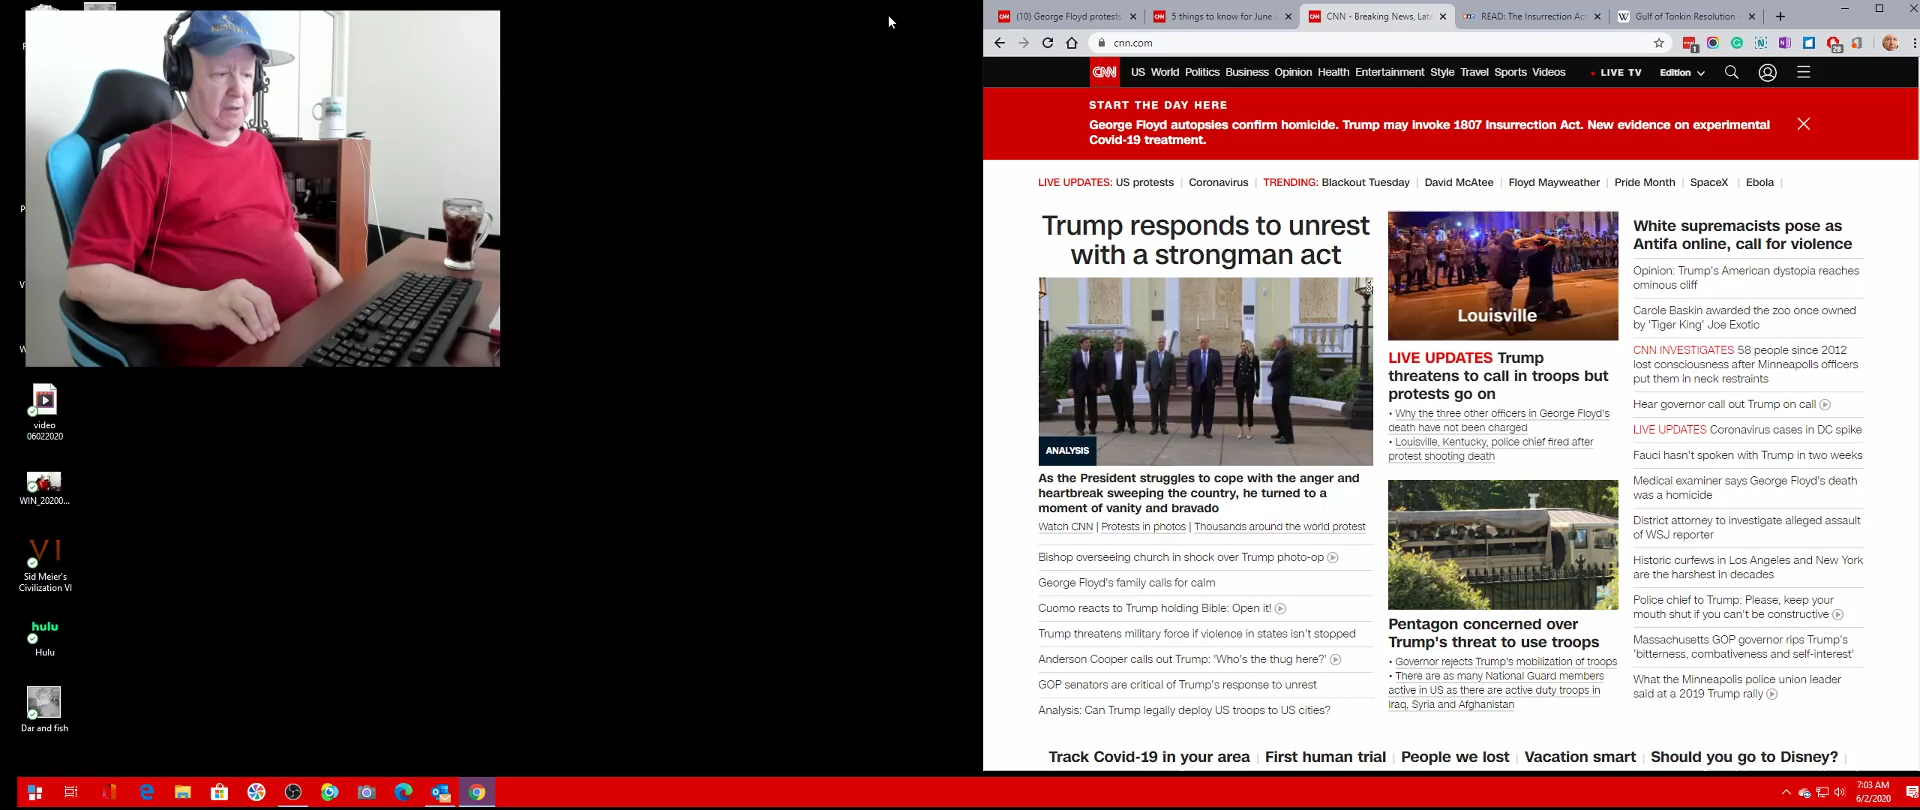 (10) George Floyd protests
5 things to know for June
CNN - Breaking News, Late
READ: The Insurrection Act
Gulf of Tonkin Resolution
cnn.com
CNN US World Politics Business Opinion Health Entertainment Style Travel Sports Videos LIVE TV Edition
START THE DAY HERE
George Floyd autopsies confirm homicide. Trump may invoke 1807 Insurrection Act. New evidence on experimental
Covid-19 treatment.
LIVE UPDATES: US protests | Coronavirus | TRENDING: Blackout Tuesday | David McAtee | Floyd Mayweather | Pride Month | SpaceX | Ebola |
Trump responds to unrest
with a strongman act
ANALYSIS
As the President struggles to cope with the anger and
heartbreak sweeping the country, he turned to a
moment of vanity and bravado
Watch CNN | Protests in photos | Thousands around the world protest
Bishop overseeing church in shock over Trump photo-op
George Floyd's family calls for calm
Cuomo reacts to Trump holding Bible: Open it!
Trump threatens military force if violence in states isn't stopped
Anderson Cooper calls out Trump: 'Who's the thug here?'
GOP senators are critical of Trump's response to unrest
Analysis: Can Trump legally deploy US troops to US cities?
Louisville
LIVE UPDATES Trump
threatens to call in troops but
protests go on
• Why the three other officers in George Floyd's
death have not been charged
• Louisville, Kentucky, police chief fired after
protest shooting death
Pentagon concerned over
Trump's threat to use troops
• Governor rejects Trump's mobilization of troops
• There are as many National Guard members
active in US as there are active duty troops in
Iraq, Syria and Afghanistan
White supremacists pose as
Antifa online, call for violence
Opinion: Trump's American dystopia reaches
ominous cliff
Carole Baskin awarded the zoo once owned
by 'Tiger King' Joe Exotic
CNN INVESTIGATES 58 people since 2012
lost consciousness after Minneapolis officers
put them in neck restraints
Hear governor call out Trump on call
LIVE UPDATES Coronavirus cases in DC spike
Fauci hasn't spoken with Trump in two weeks
Medical examiner says George Floyd's death
was a homicide
District attorney to investigate alleged assault
of WSJ reporter
Historic curfews in Los Angeles and New York
are the harshest in decades
Police chief to Trump: Please, keep your
mouth shut if you can't be constructive
Massachusetts GOP governor rips Trump's
'bitterness, combativeness and self-interest'
What the Minneapolis police union leader
said at a 2019 Trump rally
Track Covid-19 in your area | First human trial | People we lost | Vacation smart | Should you go to Disney? |
video
06022020
WIN_20200...
VI
Sid Meier's
Civilization VI
hulu
Hulu
Dar and fish
7:03 AM
6/2/2020